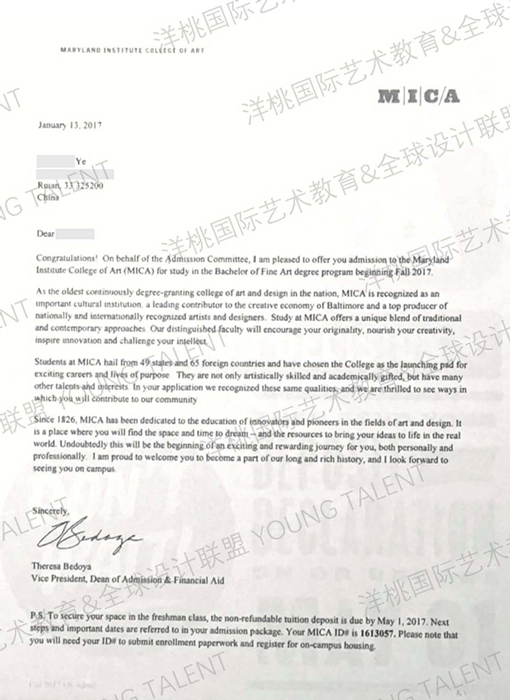 MARYLAND INSTITUTE COLLEGE OF ART
M|I|C/A
January 13, 2017
Ye
Ruian, 33 325200
China
Dear
Congratulations! On behalf of the Admission Committee, I am pleased to offer you admission to the Maryland
Institute College of Art (MICA) for study in the Bachelor of Fine Art degree program beginning Fall 2017.
As the oldest continuously degree-granting college of art and design in the nation, MICA is recognized as an
important cultural institution, a leading contributor to the creative economy of Baltimore and a top producer of
nationally and internationally recognized artists and designers. Study at MICA offers a unique blend of traditional
and contemporary approaches. Our distinguished faculty will encourage your originality, nourish your creativity,
inspire innovation and challenge your intellect.
Students at MICA hail from 49 states and 65 foreign countries and have chosen the College as the launching pad for
exciting careers and lives of purpose. They are not only artistically skilled and academically gifted, but have many
other talents and interests. In your application we recognized these same qualities, and we are thrilled to see ways in
which you will contribute to our community
Since 1826, MICA has been dedicated to the education of innovators and pioneers in the fields of art and design. It
is a place where you will find the space and time to dream – and the resources to bring your ideas to life in the real
world. Undoubtedly this will be the beginning of an exciting and rewarding journey for you, both personally and
professionally. I am proud to welcome you to become a part of our long and rich history, and I look forward to
seeing you on campus.
Sincerely,
TBedoya
Theresa Bedoya
Vice President, Dean of Admission & Financial Aid
P.S. To secure your space in the freshman class, the non-refundable tuition deposit is due by May 1, 2017. Next
steps and important dates are referred to in your admission package. Your MICA ID# is 1613057. Please note that
you will need your ID# to submit enrollment paperwork and register for on-campus housing.
洋桃国际艺术教育&全球设计联盟 YOUNG TALENT